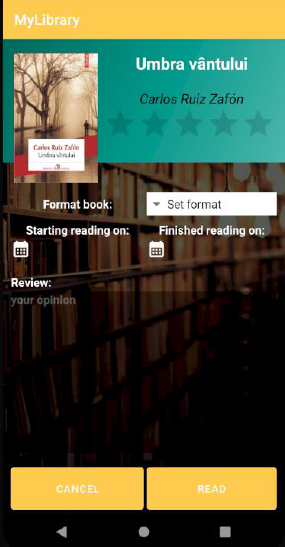 MyLibrary
Umbra vântului
Carlos Ruiz Zafón
Carlos Ruiz Zafón
Umbra vîntului
Format book:
Set format
Starting reading on:
Finished reading on:
Review:
your opinion
CANCEL
READ